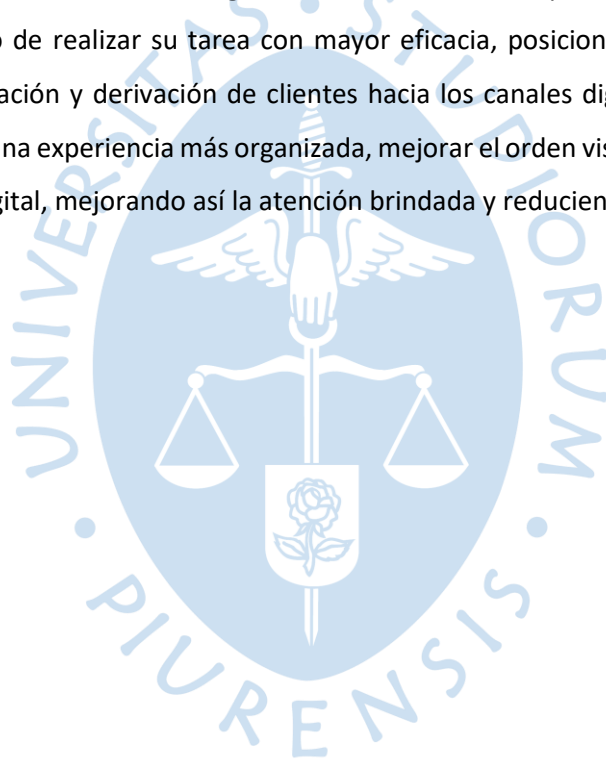 o de realizar su tarea con mayor eficacia, posicion
ación y derivación de clientes hacia los canales dig
na experiencia más organizada, mejorar el orden vis
gital, mejorando así la atención brindada y reducien
UNIVERSITAS • STUDIORUM • PIURENSIS •